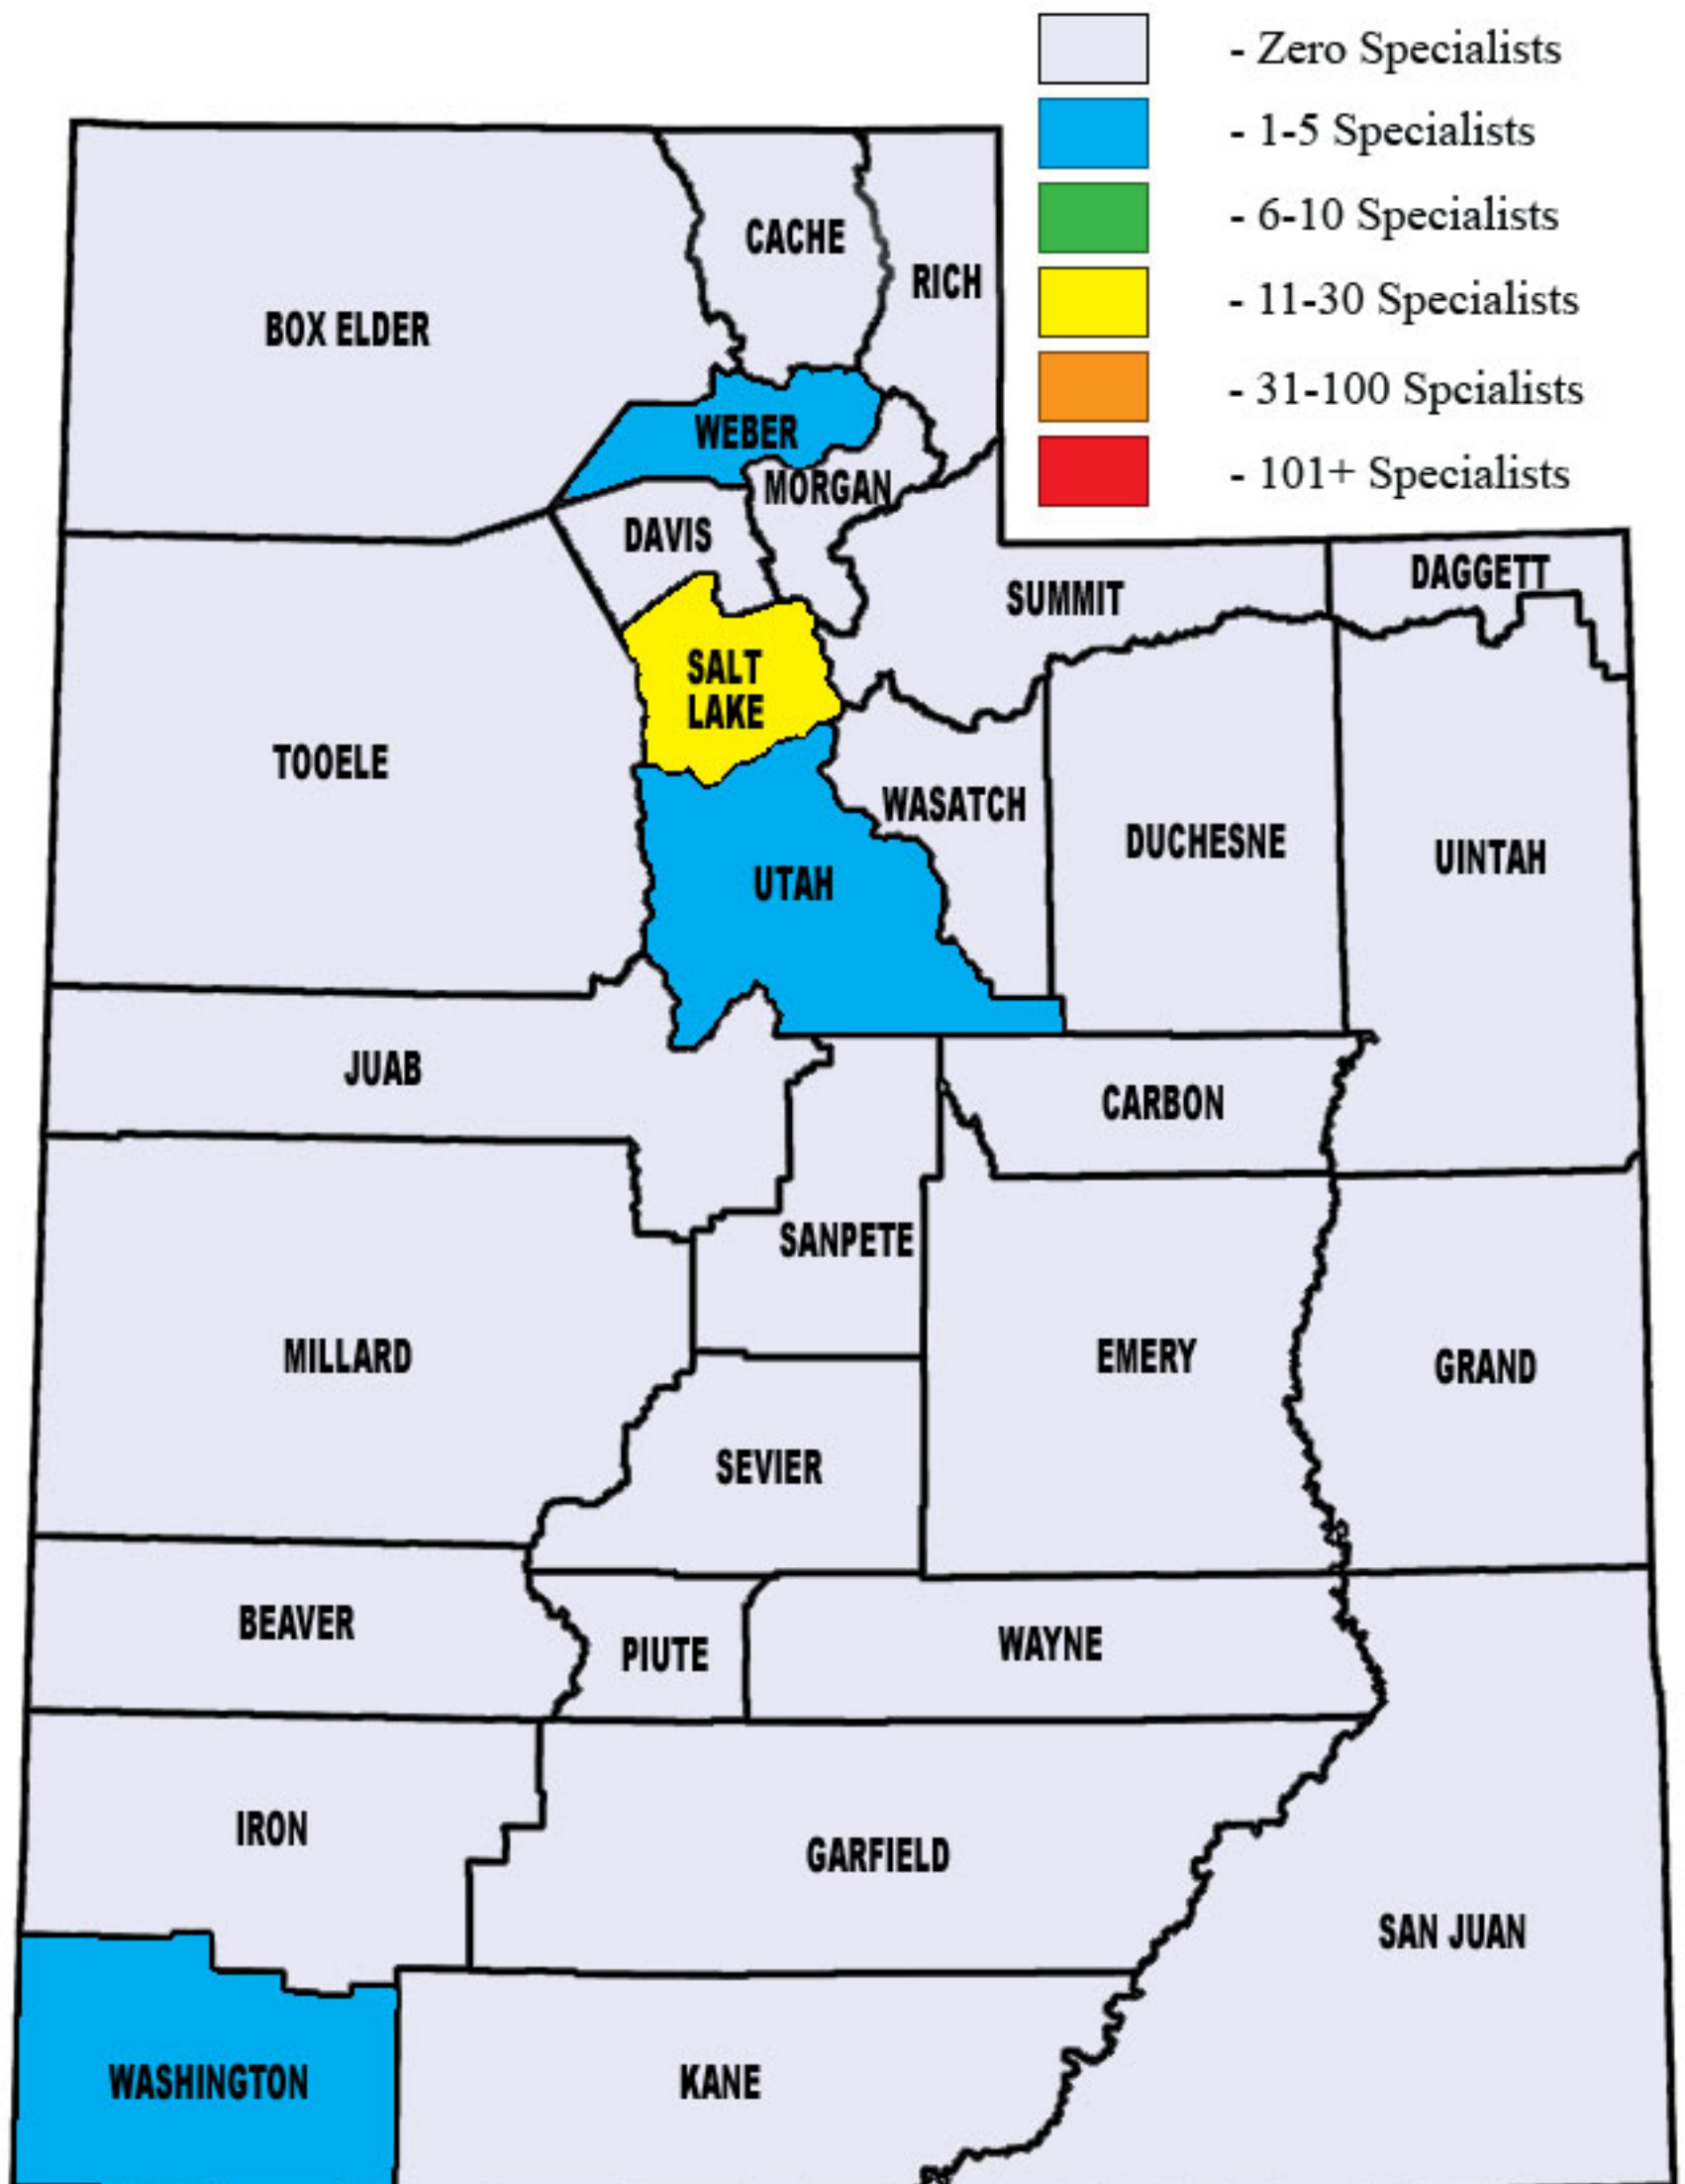 - Zero Specialists
- 1-5 Specialists
- 6-10 Specialists
- 11-30 Specialists
- 31-100 Spcialists
- 101+ Specialists
CACHE
RICH
BOX ELDER
WEBER
MORGAN
DAVIS
DAGGETT
SUMMIT
SALT
LAKE
TOOELE
WASATCH
DUCHESNE
UINTAH
UTAH
JUAB
CARBON
SANPETE
MILLARD
EMERY
GRAND
SEVIER
BEAVER
PIUTE
WAYNE
IRON
GARFIELD
SAN JUAN
WASHINGTON
KANE